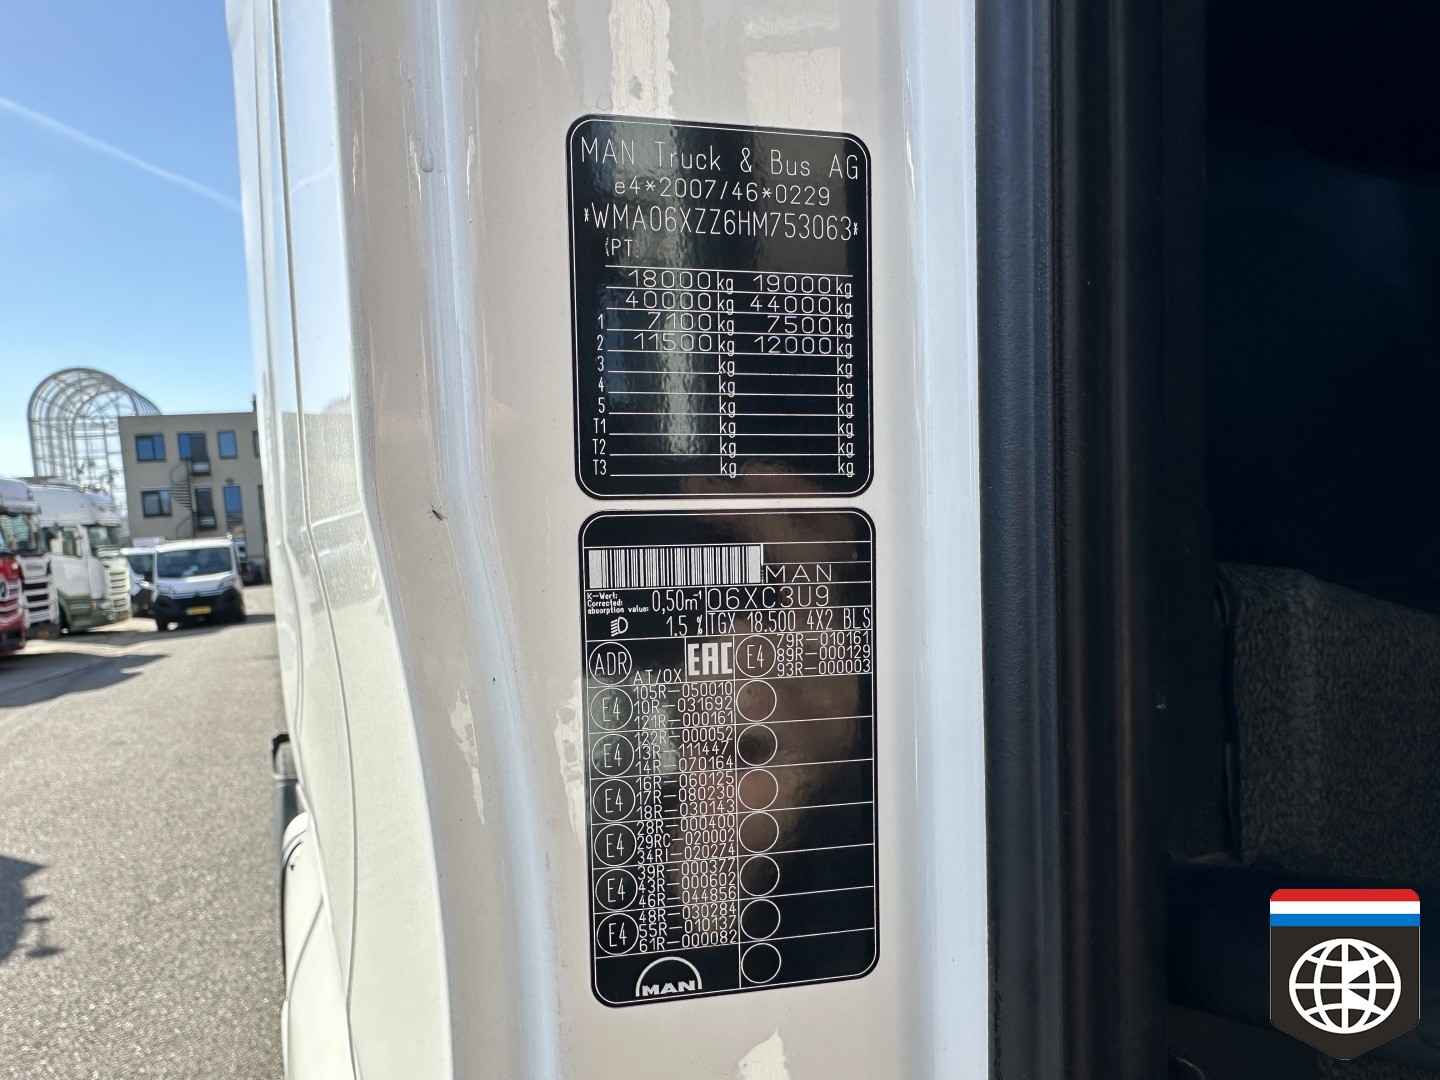 MAN Truck & Bus AG
e4*2007/46*0229
*WMA06XZZ6HM753063*
(PT
18000 kg 19000 kg
40000 kg 44000 kg
1 7100 kg 7500 kg
2 11500 kg 12000 kg
3 kg kg
4 kg kg
5 kg kg
T1 kg kg
T2 kg kg
T3 kg kg
MAN
K-Wert:
Corrected
absorption value: 0,50m-1
06XC3U9
1.5 %
TGX 18.500 4X2 BLS
ADR AT/OX
EAC
E4
79R-010161
89R-000129
93R-000003
E4
105R-050010
10R-031692
121R-000161
E4
122R-000052
13R-111447
14R-070164
E4
16R-060125
17R-080230
18R-030143
E4
28R-000400
29RC-020002
34RI-020274
E4
39R-000377
43R-000602
46R-044856
E4
48R-030284
55R-010137
61R-000082
MAN